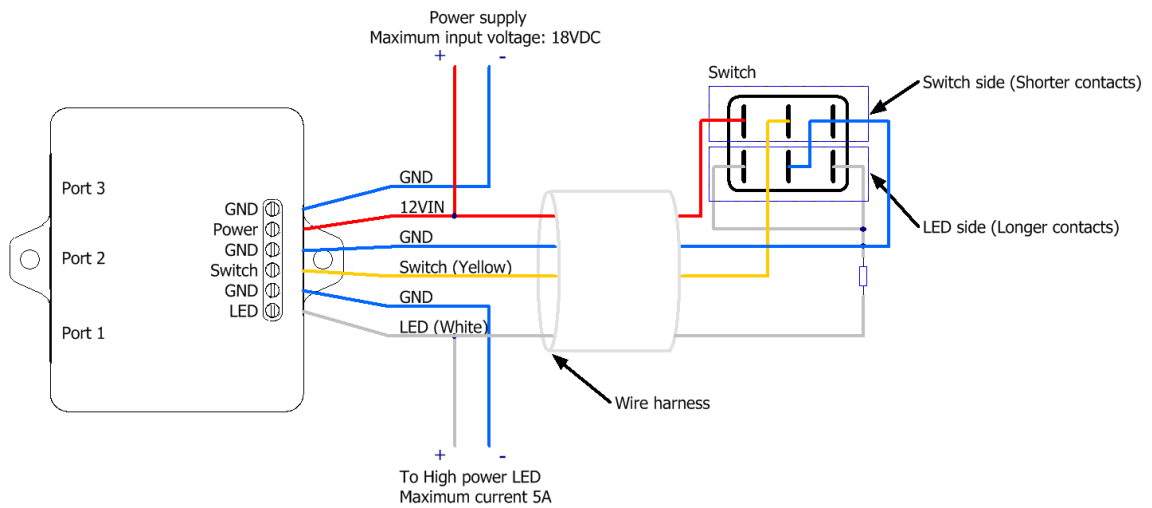 Power supply
Maximum input voltage: 18VDC
+ -
Switch
Switch side (Shorter contacts)
LED side (Longer contacts)
Port 3
Port 2
Port 1
GND
Power
GND
Switch
GND
LED
GND
12VIN
GND
Switch (Yellow)
GND
LED (White)
Wire harness
+ -
To High power LED
Maximum current 5A